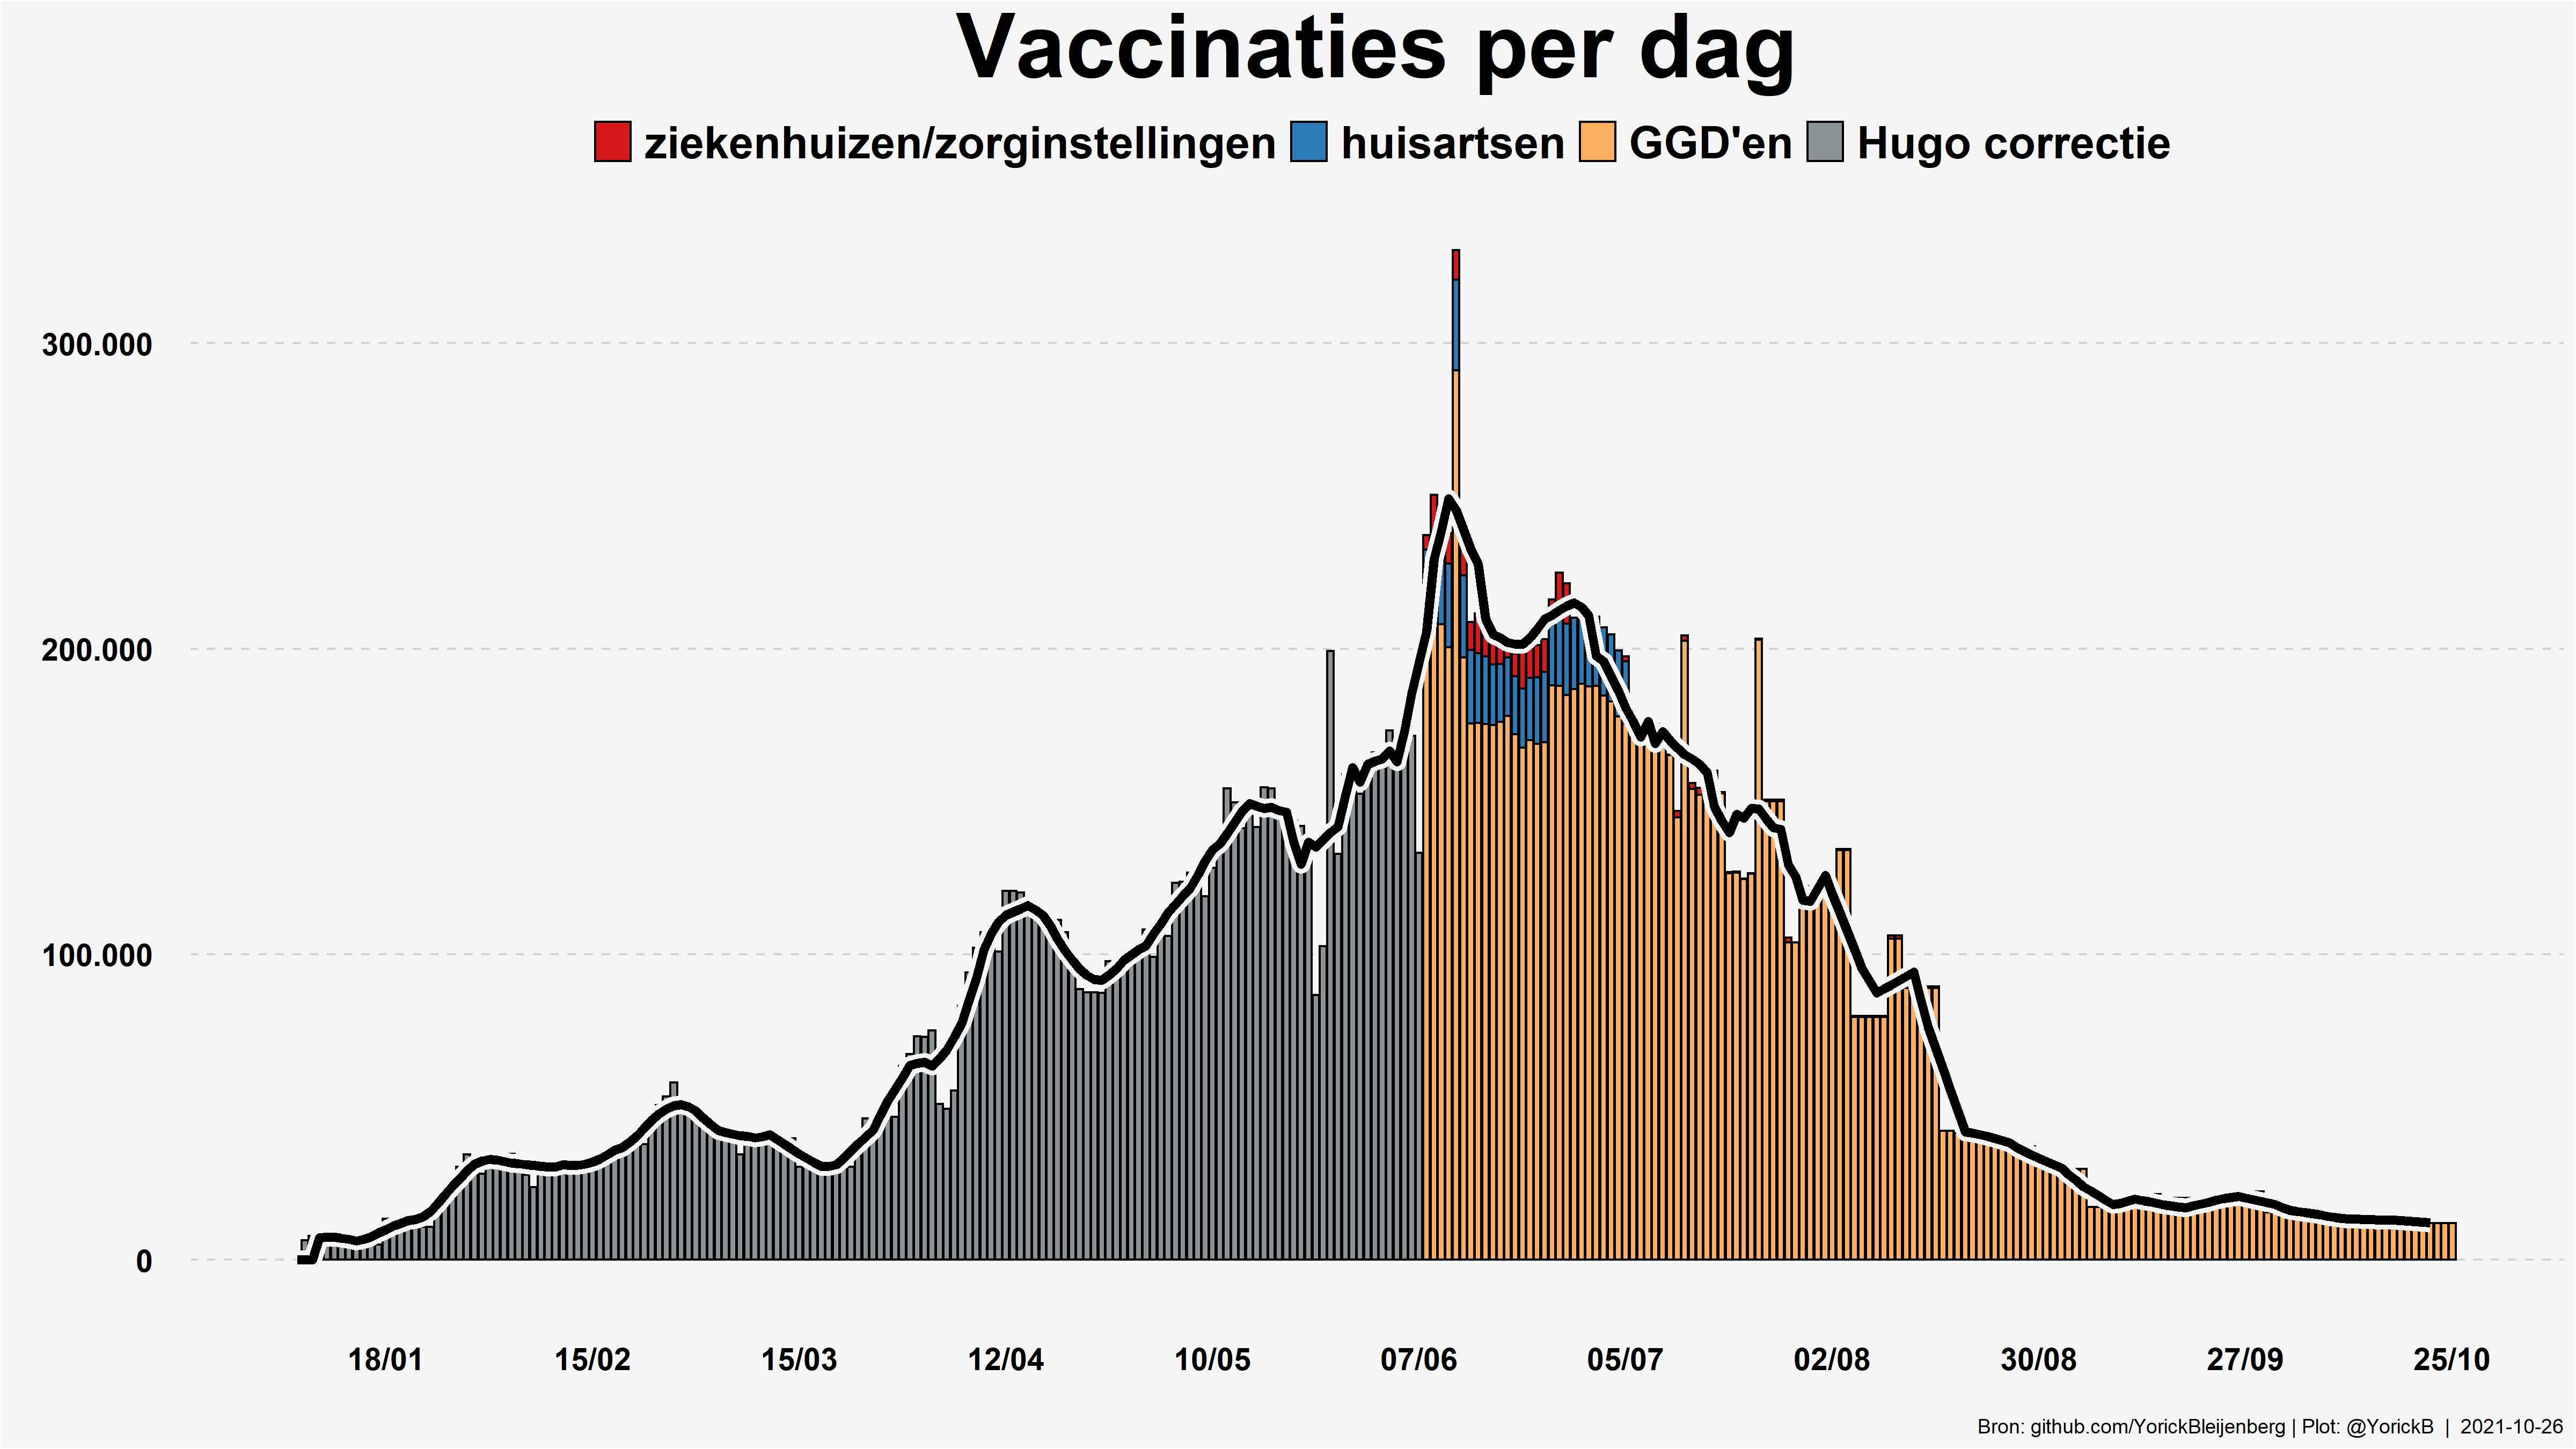 Vaccinaties per dag
ziekenhuizen/zorginstellingen huisartsen GGD'en Hugo correctie
300.000
200.000
100.000
0
18/01 15/02 15/03 12/04 10/05 07/06 05/07 02/08 30/08 27/09 25/10
Bron: github.com/YorickBleijenberg | Plot: @YorickB | 2021-10-26